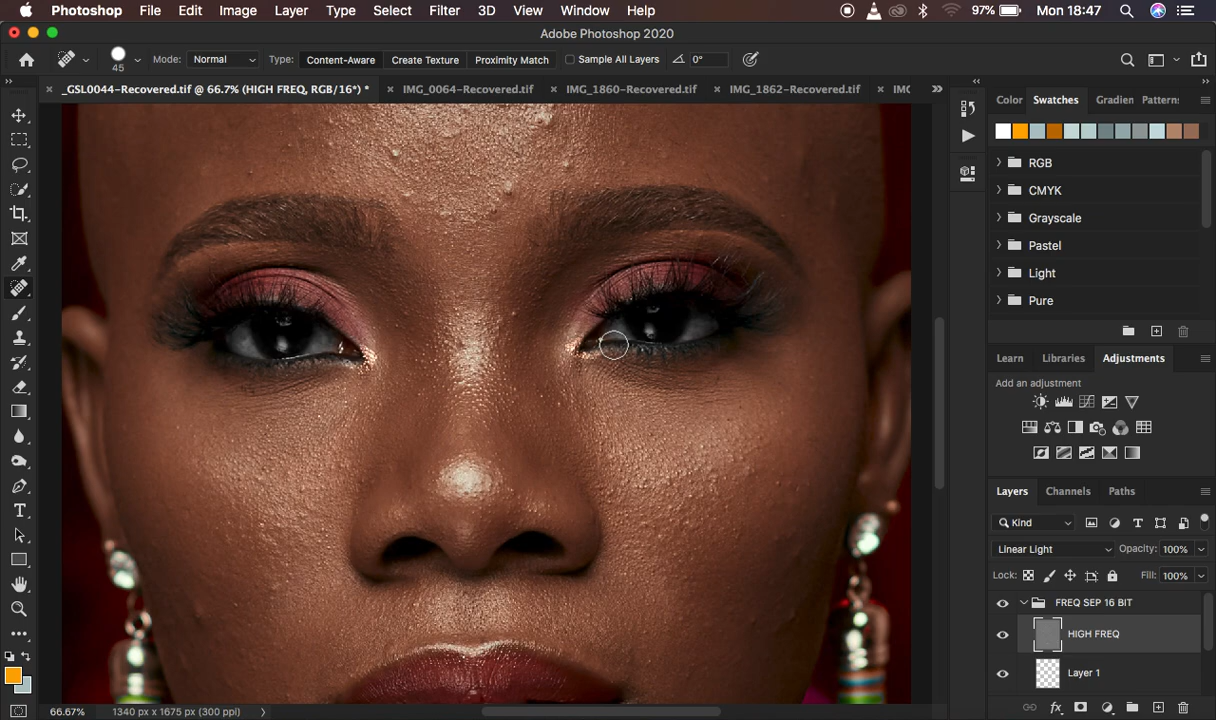 Photoshop File Edit Image Layer Type Select Filter 3D View Window Help 97% Mon 18:47
Adobe Photoshop 2020
45 Mode: Normal Type: Content-Aware Create Texture Proximity Match Sample All Layers 0°
_GSL0044-Recovered.tif @ 66.7% (HIGH FREQ, RGB/16*) * IMG_0064-Recovered.tif IMG_1860-Recovered.tif IMG_1862-Recovered.tif IMC
Color Swatches Gradien Pattern:
RGB
CMYK
Grayscale
Pastel
Light
Pure
Learn Libraries Adjustments
Add an adjustment
Layers Channels Paths
Kind
Linear Light Opacity: 100%
Lock: Fill: 100%
FREQ SEP 16 BIT
HIGH FREQ
Layer 1
66.67% 1340 px x 1675 px (300 ppi)